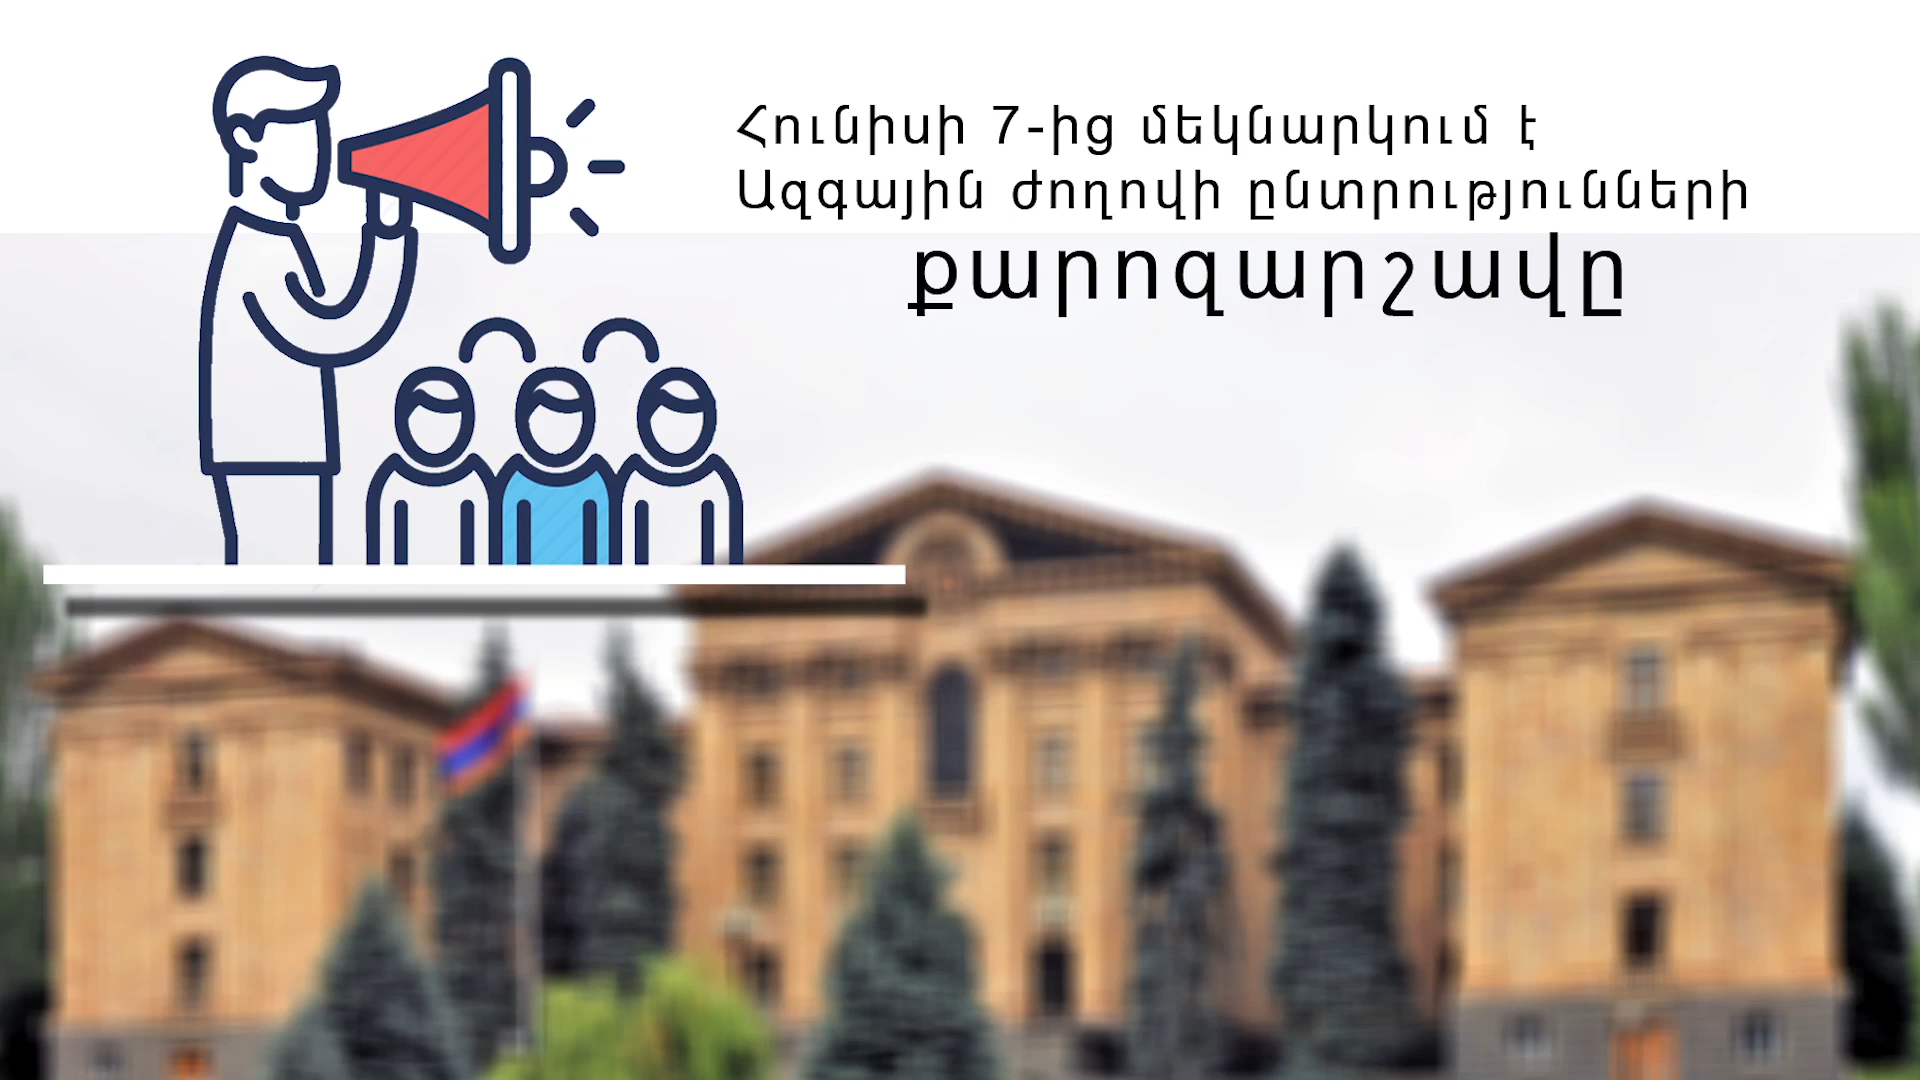 Հունիսի 7-ից մեկնարկում է
Ազգային ժողովի ընտրությունների
քարոզարշավը